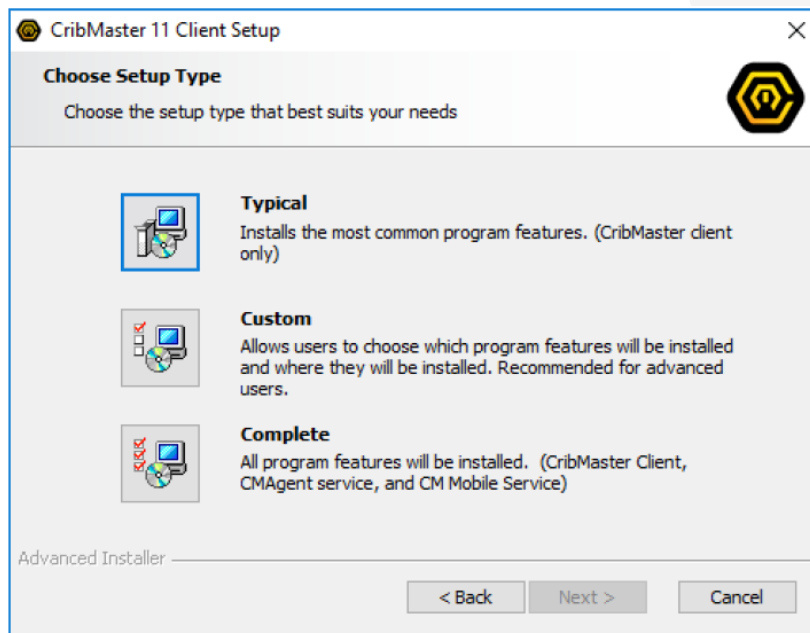 CribMaster 11 Client Setup
Choose Setup Type
Choose the setup type that best suits your needs
Typical
Installs the most common program features. (CribMaster client
only)
Custom
Allows users to choose which program features will be installed
and where they will be installed. Recommended for advanced
users.
Complete
All program features will be installed.  (CribMaster Client,
CMAgent service, and CM Mobile Service)
Advanced Installer
< Back
Next >
Cancel